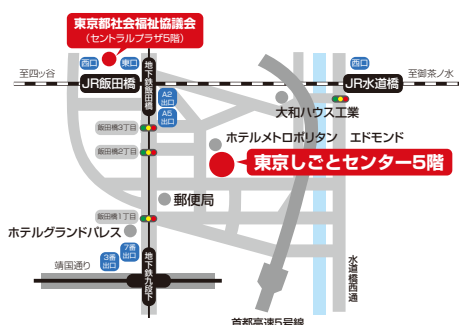 東京都社会福祉協議会
(セントラルプラザ5階)
西口
東口
地下鉄飯田橋
西口
至四ッ谷
JR飯田橋
JR水道橋
至御茶ノ水
A2
出口
A5
出口
大和ハウス工業
飯田橋3丁目
ホテルメトロポリタン エドモンド
飯田橋2丁目
東京しごとセンター5階
郵便局
飯田橋1丁目
ホテルグランドパレス
7番
出口
3番
出口
靖国通り
地下鉄九段下
水道橋西通
首都高速5号線